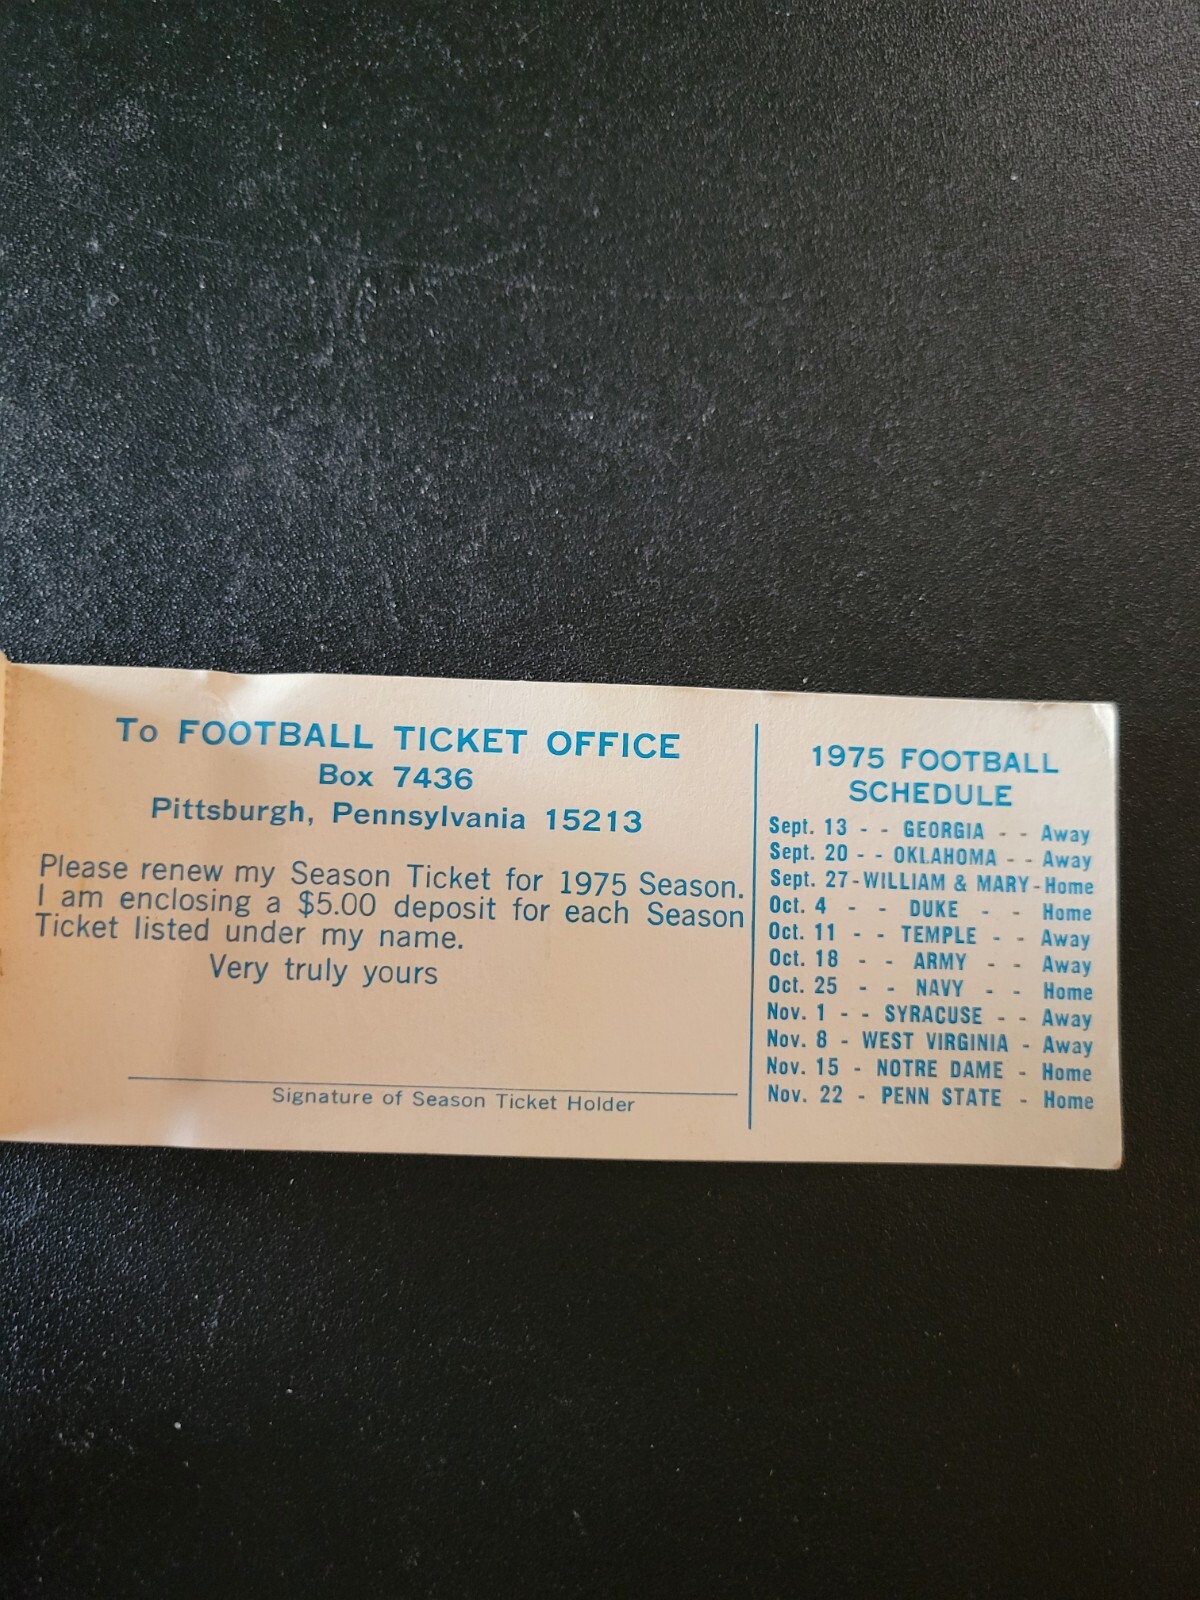 To FOOTBALL TICKET OFFICE
Box 7436
Pittsburgh, Pennsylvania 15213
Please renew my Season Ticket for 1975 Season.
I am enclosing a $5.00 deposit for each Season
Ticket listed under my name.
Very truly yours
Signature of Season Ticket Holder
1975 FOOTBALL
SCHEDULE
Sept. 13 - - GEORGIA - - Away
Sept. 20 - - OKLAHOMA - - Away
Sept. 27-WILLIAM & MARY-Home
Oct. 4 - - DUKE - - Home
Oct. 11 - - TEMPLE - - Away
Oct. 18 - - ARMY - - Away
Oct. 25 - - NAVY - - Home
Nov. 1 - - SYRACUSE - - Away
Nov. 8 - WEST VIRGINIA - Away
Nov. 15 - NOTRE DAME - Home
Nov. 22 - PENN STATE - Home